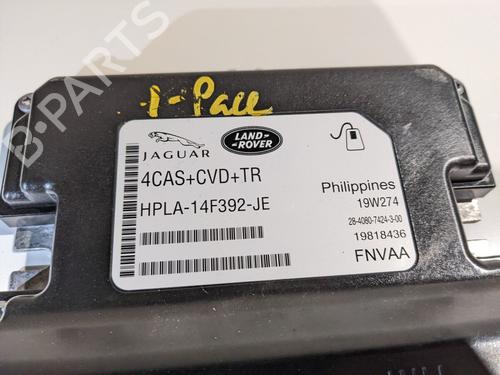 I-Pace
JAGUAR
LAND-
ROVER
4CAS+CVD+TR
HPLA-14F392-JE
Philippines
19W274
28-4080-7424-3-00
19818436
FNVAA
B-PARTS